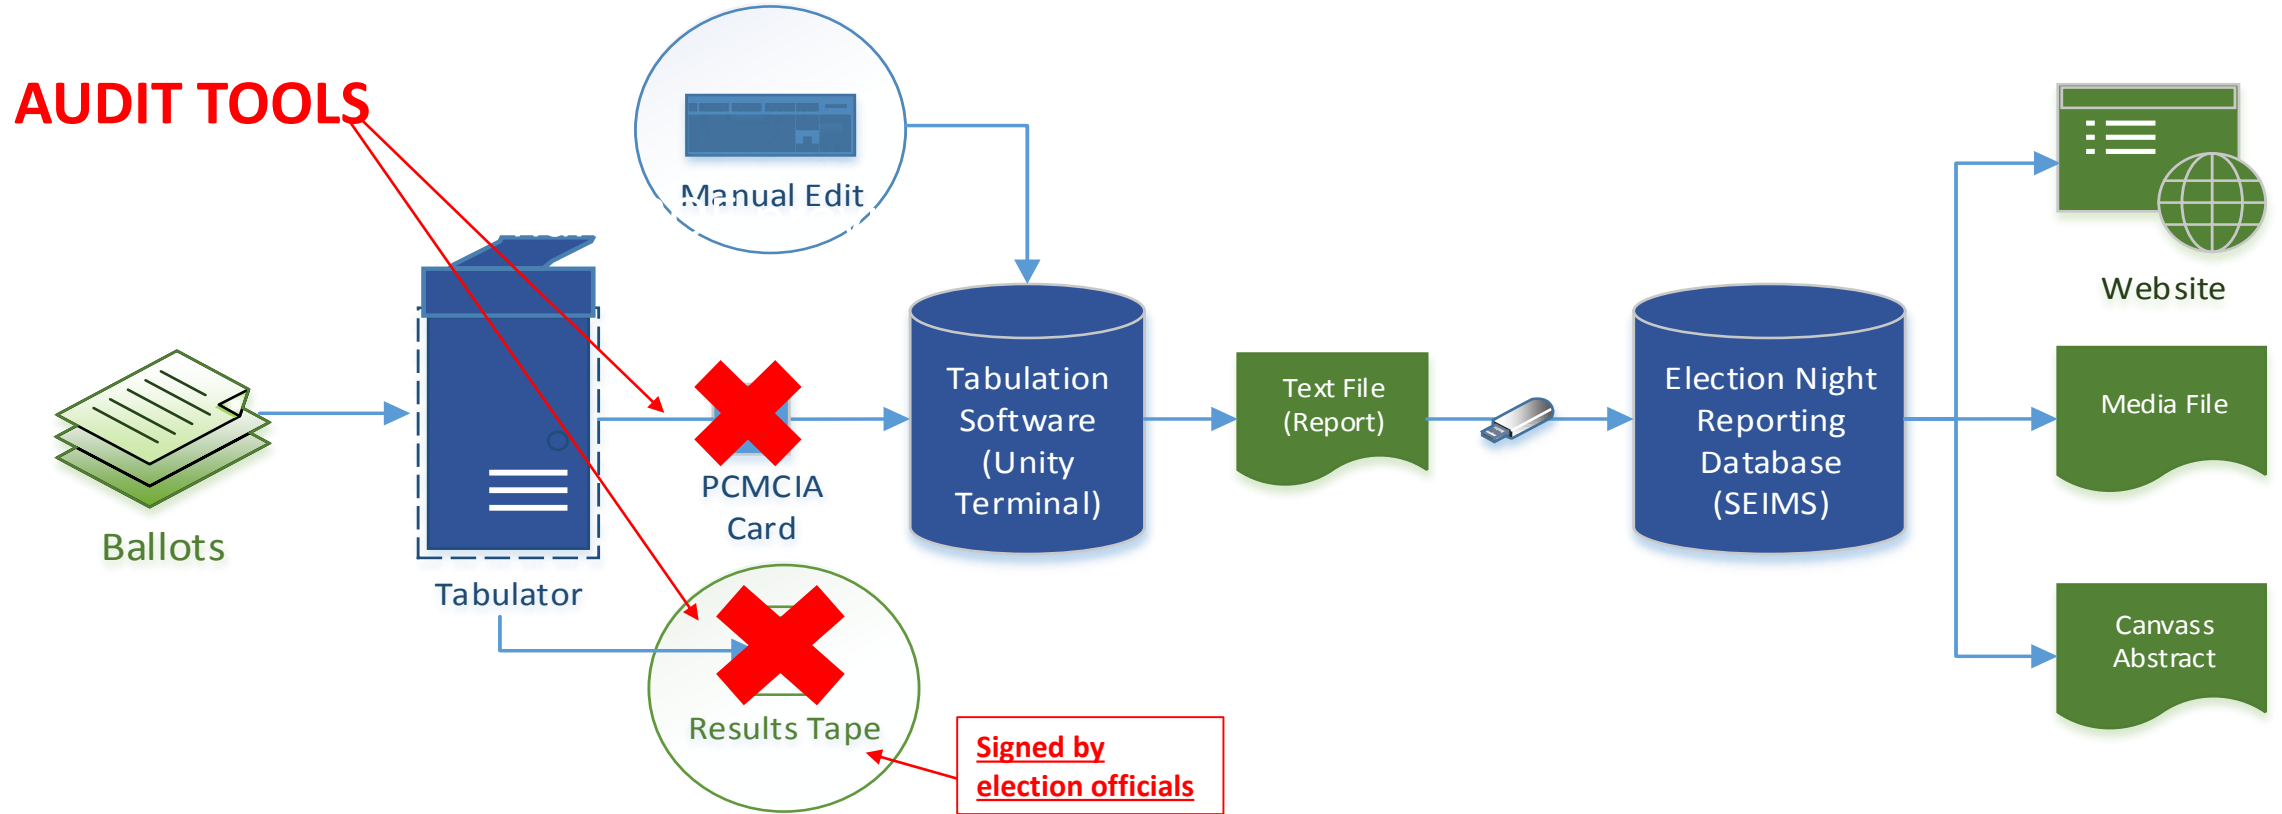 AUDIT TOOLS
Manual Edit
Ballots
Tabulator
PCMCIA
Card
Results Tape
Signed by
election officials
Tabulation
Software
(Unity
Terminal)
Text File
(Report)
Election Night
Reporting
Database
(SEIMS)
Website
Media File
Canvass
Abstract